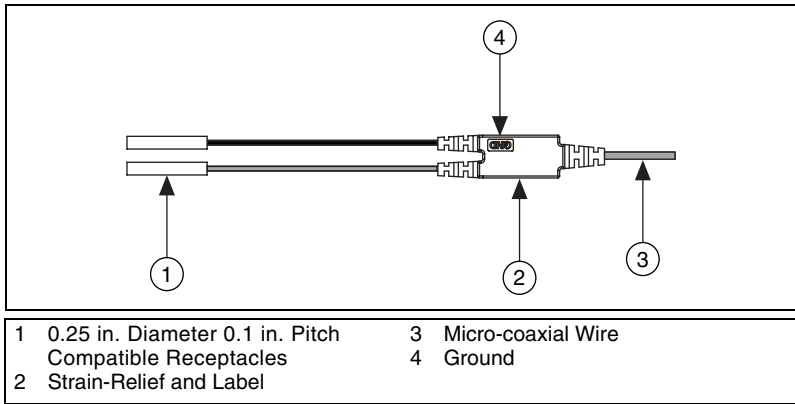 4
GND
1
2
3
1 0.25 in. Diameter 0.1 in. Pitch
Compatible Receptacles
2 Strain-Relief and Label
3 Micro-coaxial Wire
4 Ground